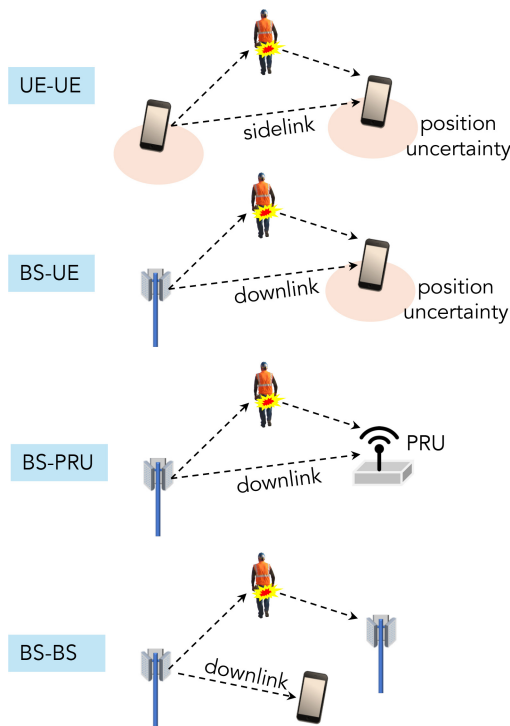 UE-UE
sidelink
position
uncertainty
BS-UE
downlink
position
uncertainty
BS-PRU
downlink
PRU
BS-BS
downlink